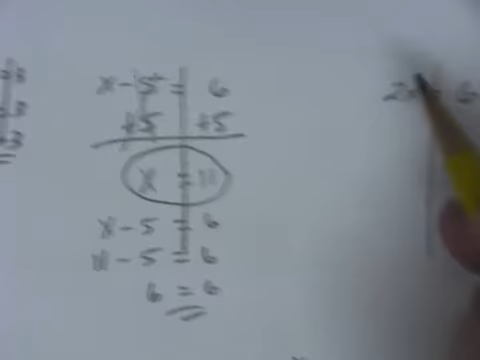 x - 5 = 6
+5 +5
x = 11
x - 5 = 6
11 - 5 = 6
6 = 6